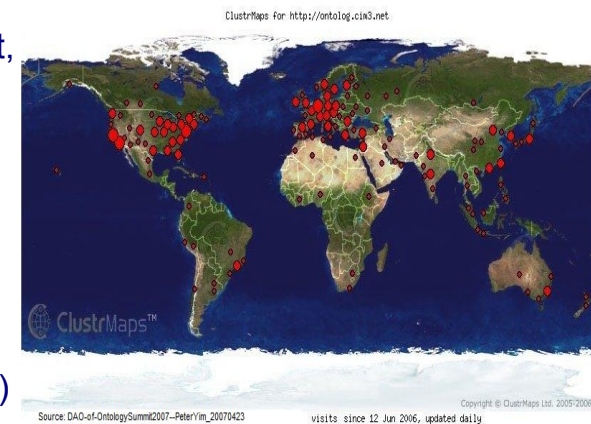 ClustrMaps for http://ontolog.cim3.net
t,
ClustrMaps™
)
Copyright © ClustrMaps Ltd. 2005-2006
Source: DAO-of-OntologySummit2007--PeterYim_20070423
visits since 12 Jun 2006, updated daily